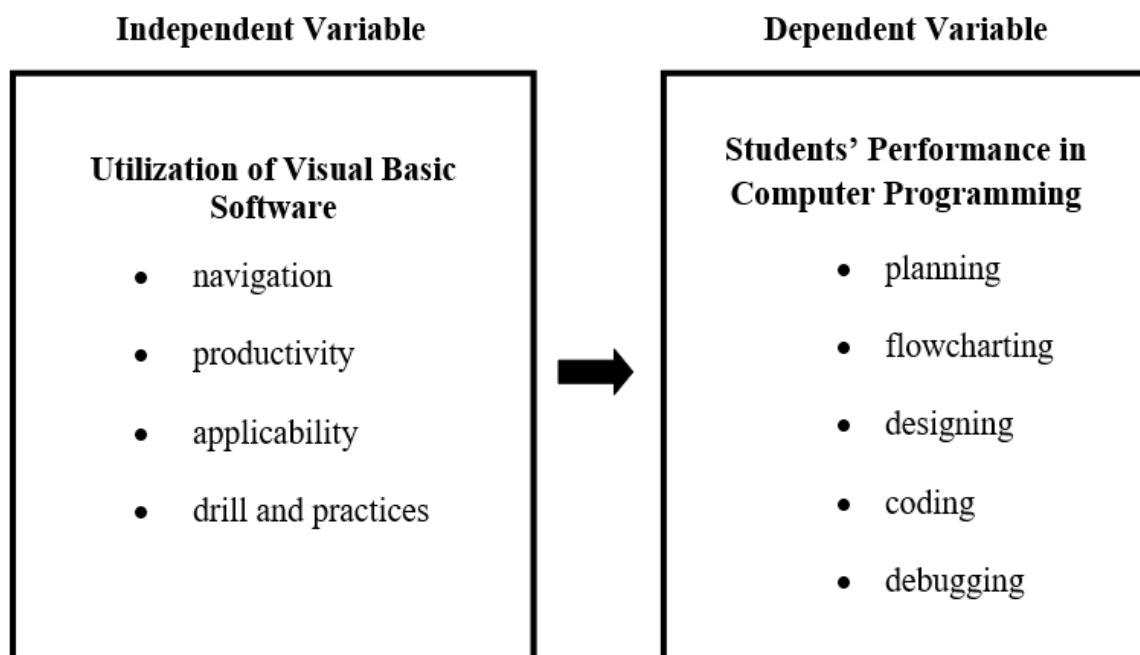 Independent Variable
Utilization of Visual Basic
Software
• navigation
• productivity
• applicability
• drill and practices
Dependent Variable
Students’ Performance in
Computer Programming
• planning
• flowcharting
• designing
• coding
• debugging